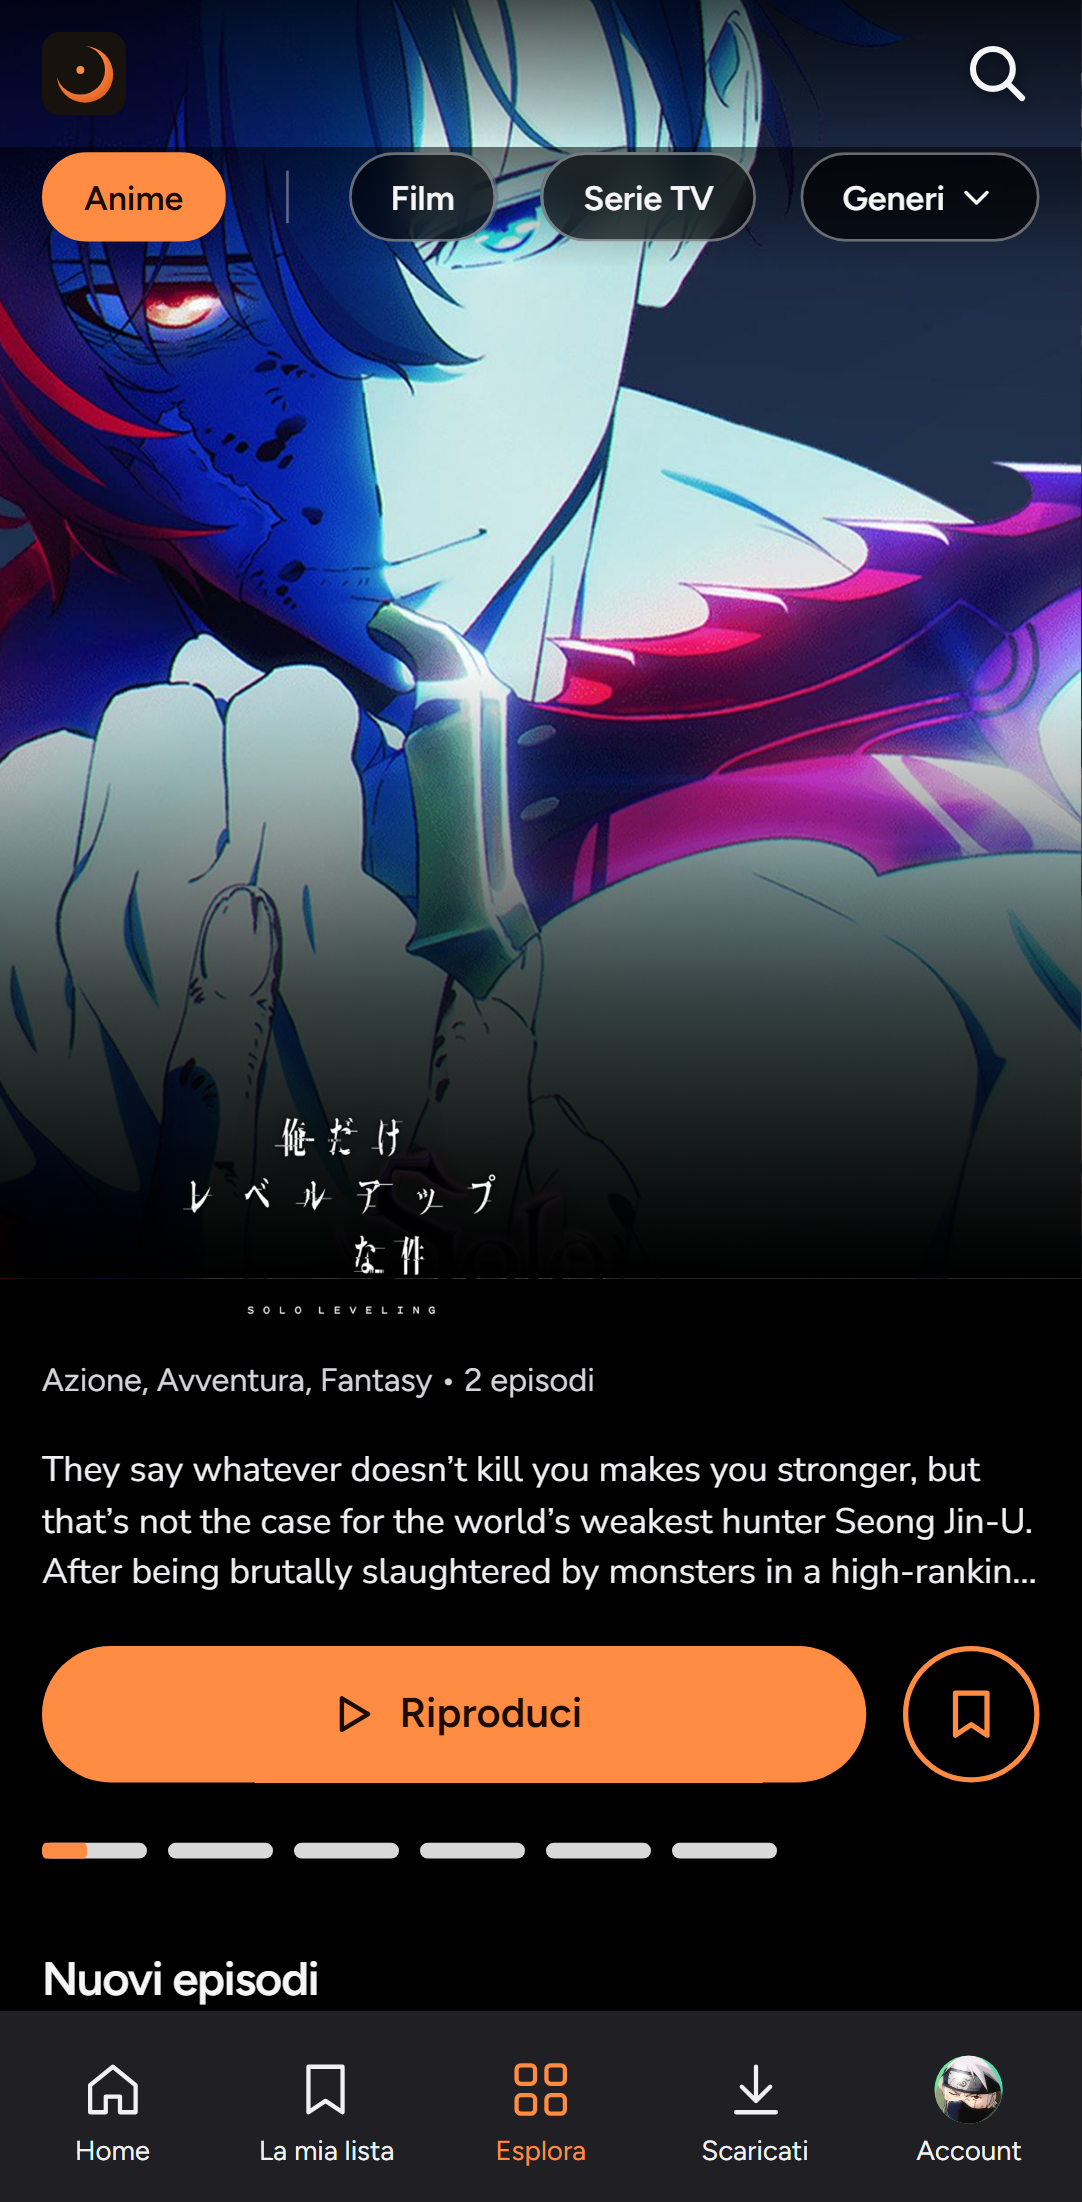 Anime
Film
Serie TV
Generi
俺だけ
レベルアップ
な件
SOLO LEVELING
Azione, Avventura, Fantasy • 2 episodi
They say whatever doesn’t kill you makes you stronger, but
that’s not the case for the world’s weakest hunter Seong Jin-U.
After being brutally slaughtered by monsters in a high-rankin...
Riproduci
Nuovi episodi
Home
La mia lista
Esplora
Scaricati
Account